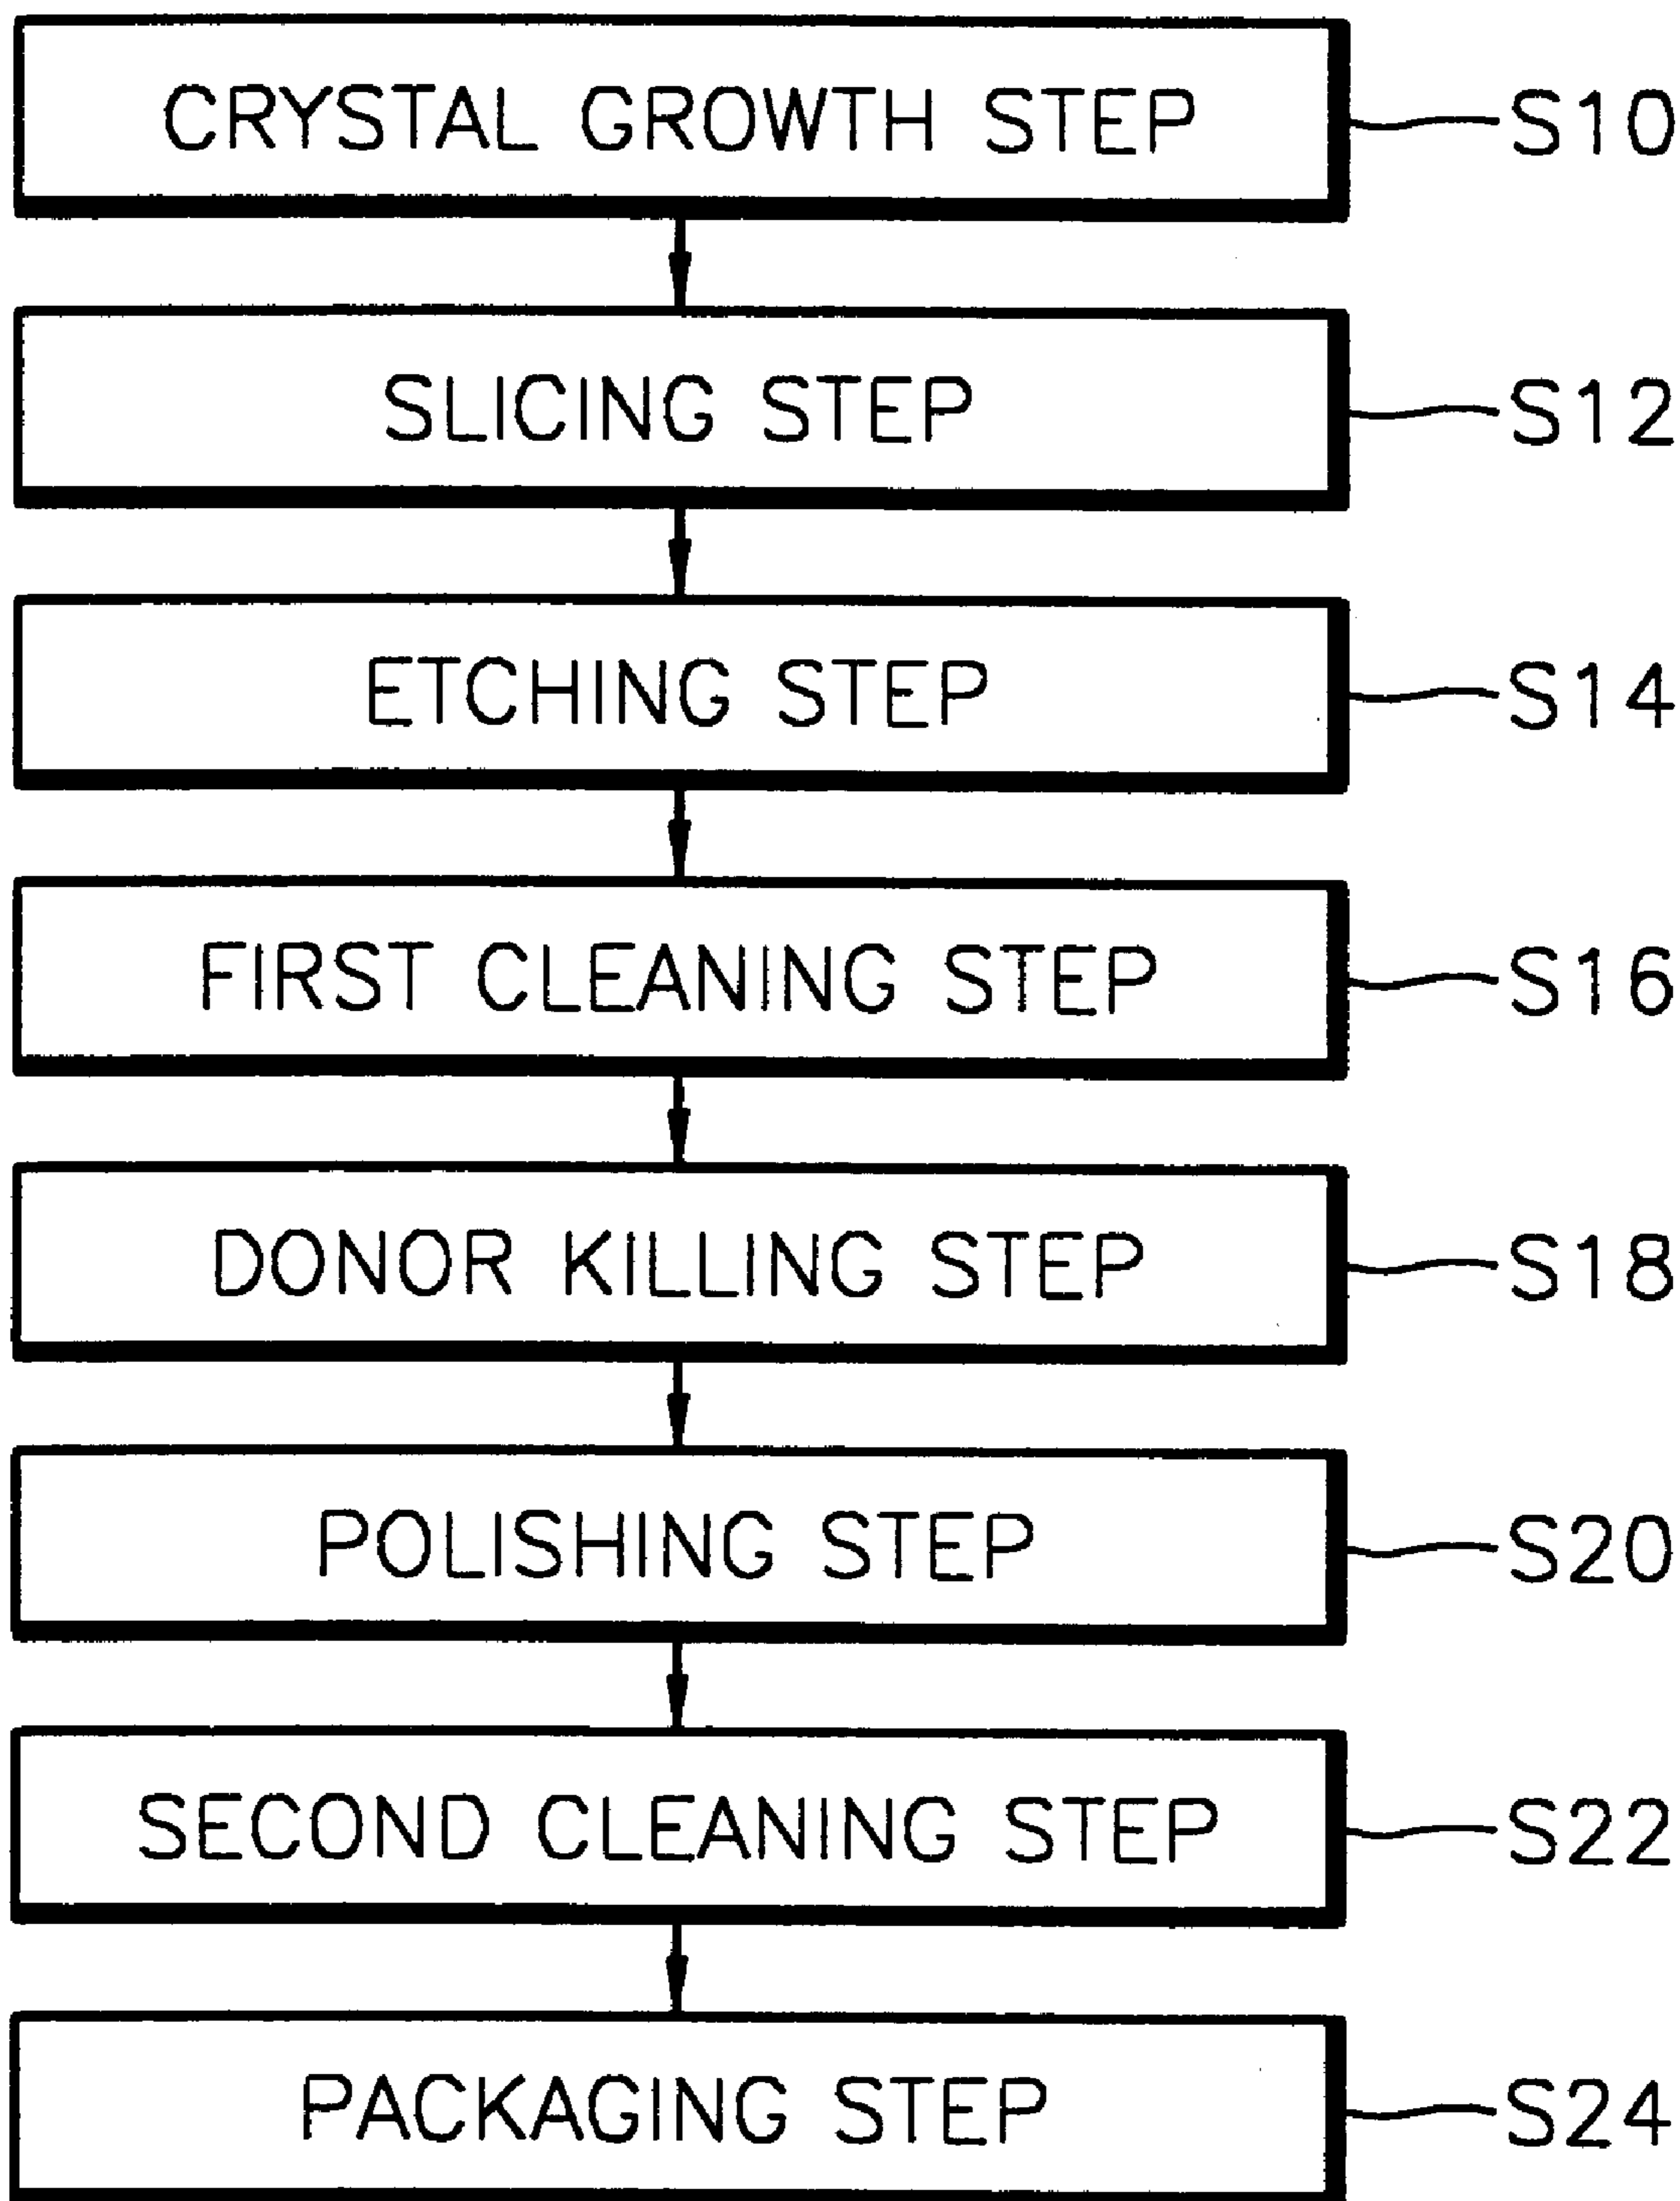 CRYSTAL GROWTH STEP S10
SLICING STEP S12
ETCHING STEP S14
FIRST CLEANING STEP S16
DONOR KILLING STEP S18
POLISHING STEP S20
SECOND CLEANING STEP S22
PACKAGING STEP S24